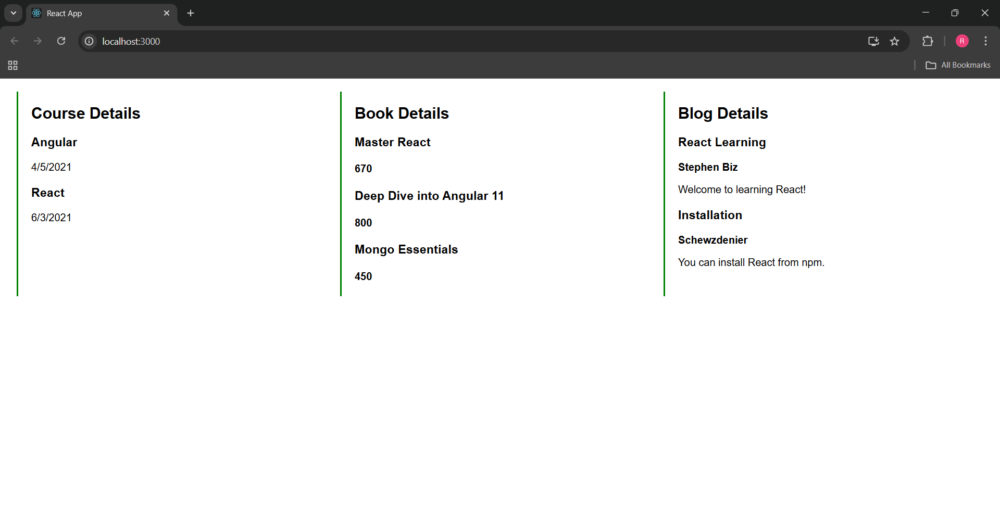 React App
localhost:3000
R
All Bookmarks
Course Details
Angular
4/5/2021
React
6/3/2021
Book Details
Master React
670
Deep Dive into Angular 11
800
Mongo Essentials
450
Blog Details
React Learning
Stephen Biz
Welcome to learning React!
Installation
Schewzdenier
You can install React from npm.